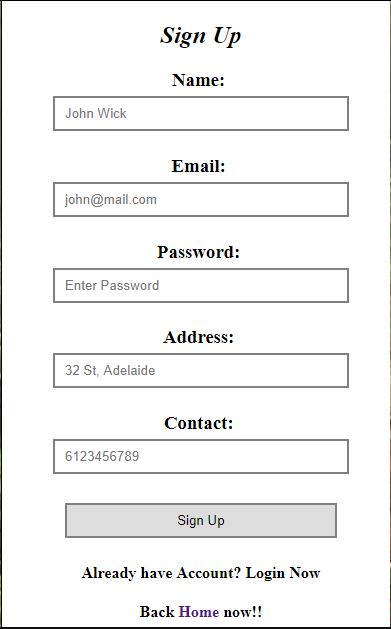 Sign Up
Name:
John Wick
Email:
john@mail.com
Password:
Enter Password
Address:
32 St, Adelaide
Contact:
6123456789
Sign Up
Already have Account? Login Now
Back Home now!!